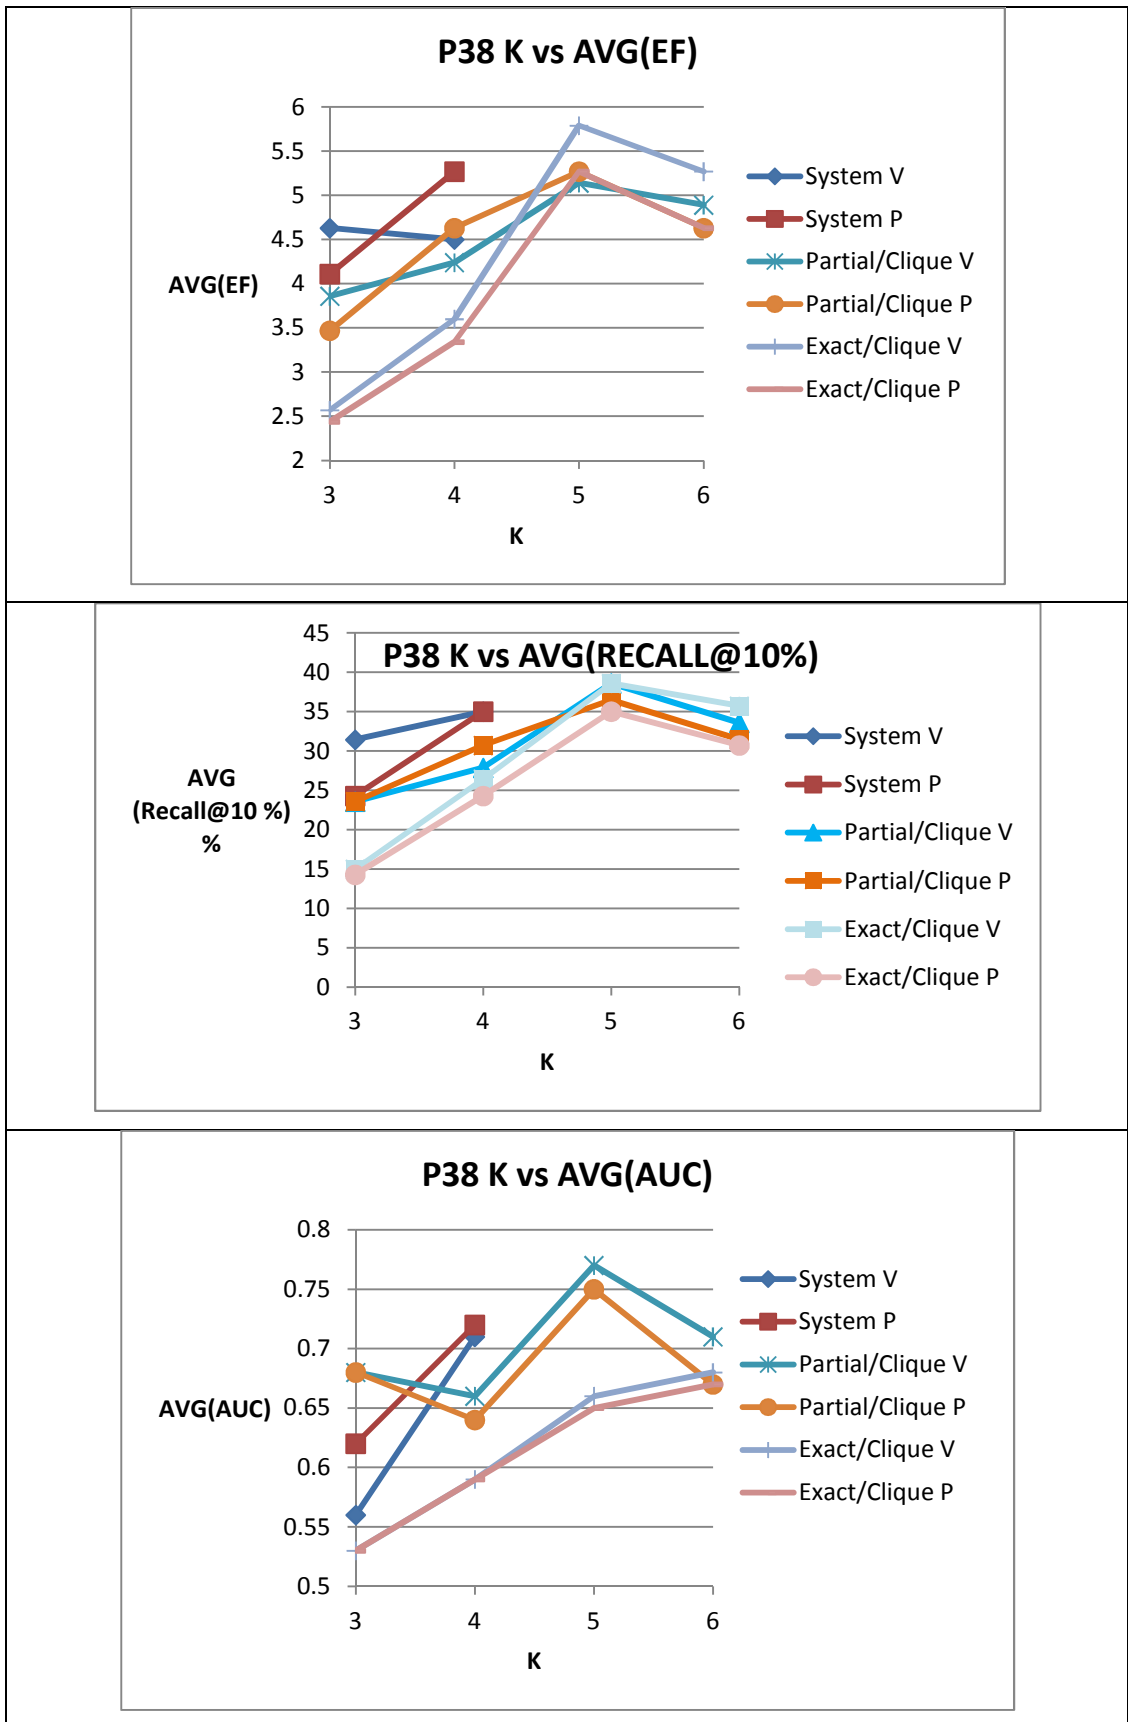 P38 K vs AVG(EF)
6
5.5
5
4.5
4
3.5
3
2.5
2
AVG(EF)
3 4 5 6
K
System V
System P
Partial/Clique V
Partial/Clique P
Exact/Clique V
Exact/Clique P
P38 K vs AVG(RECALL@10%)
45
40
35
30
25
20
15
10
5
0
AVG
(Recall@10 %)
%
3 4 5 6
K
System V
System P
Partial/Clique V
Partial/Clique P
Exact/Clique V
Exact/Clique P
P38 K vs AVG(AUC)
0.8
0.75
0.7
0.65
0.6
0.55
0.5
AVG(AUC)
3 4 5 6
K
System V
System P
Partial/Clique V
Partial/Clique P
Exact/Clique V
Exact/Clique P